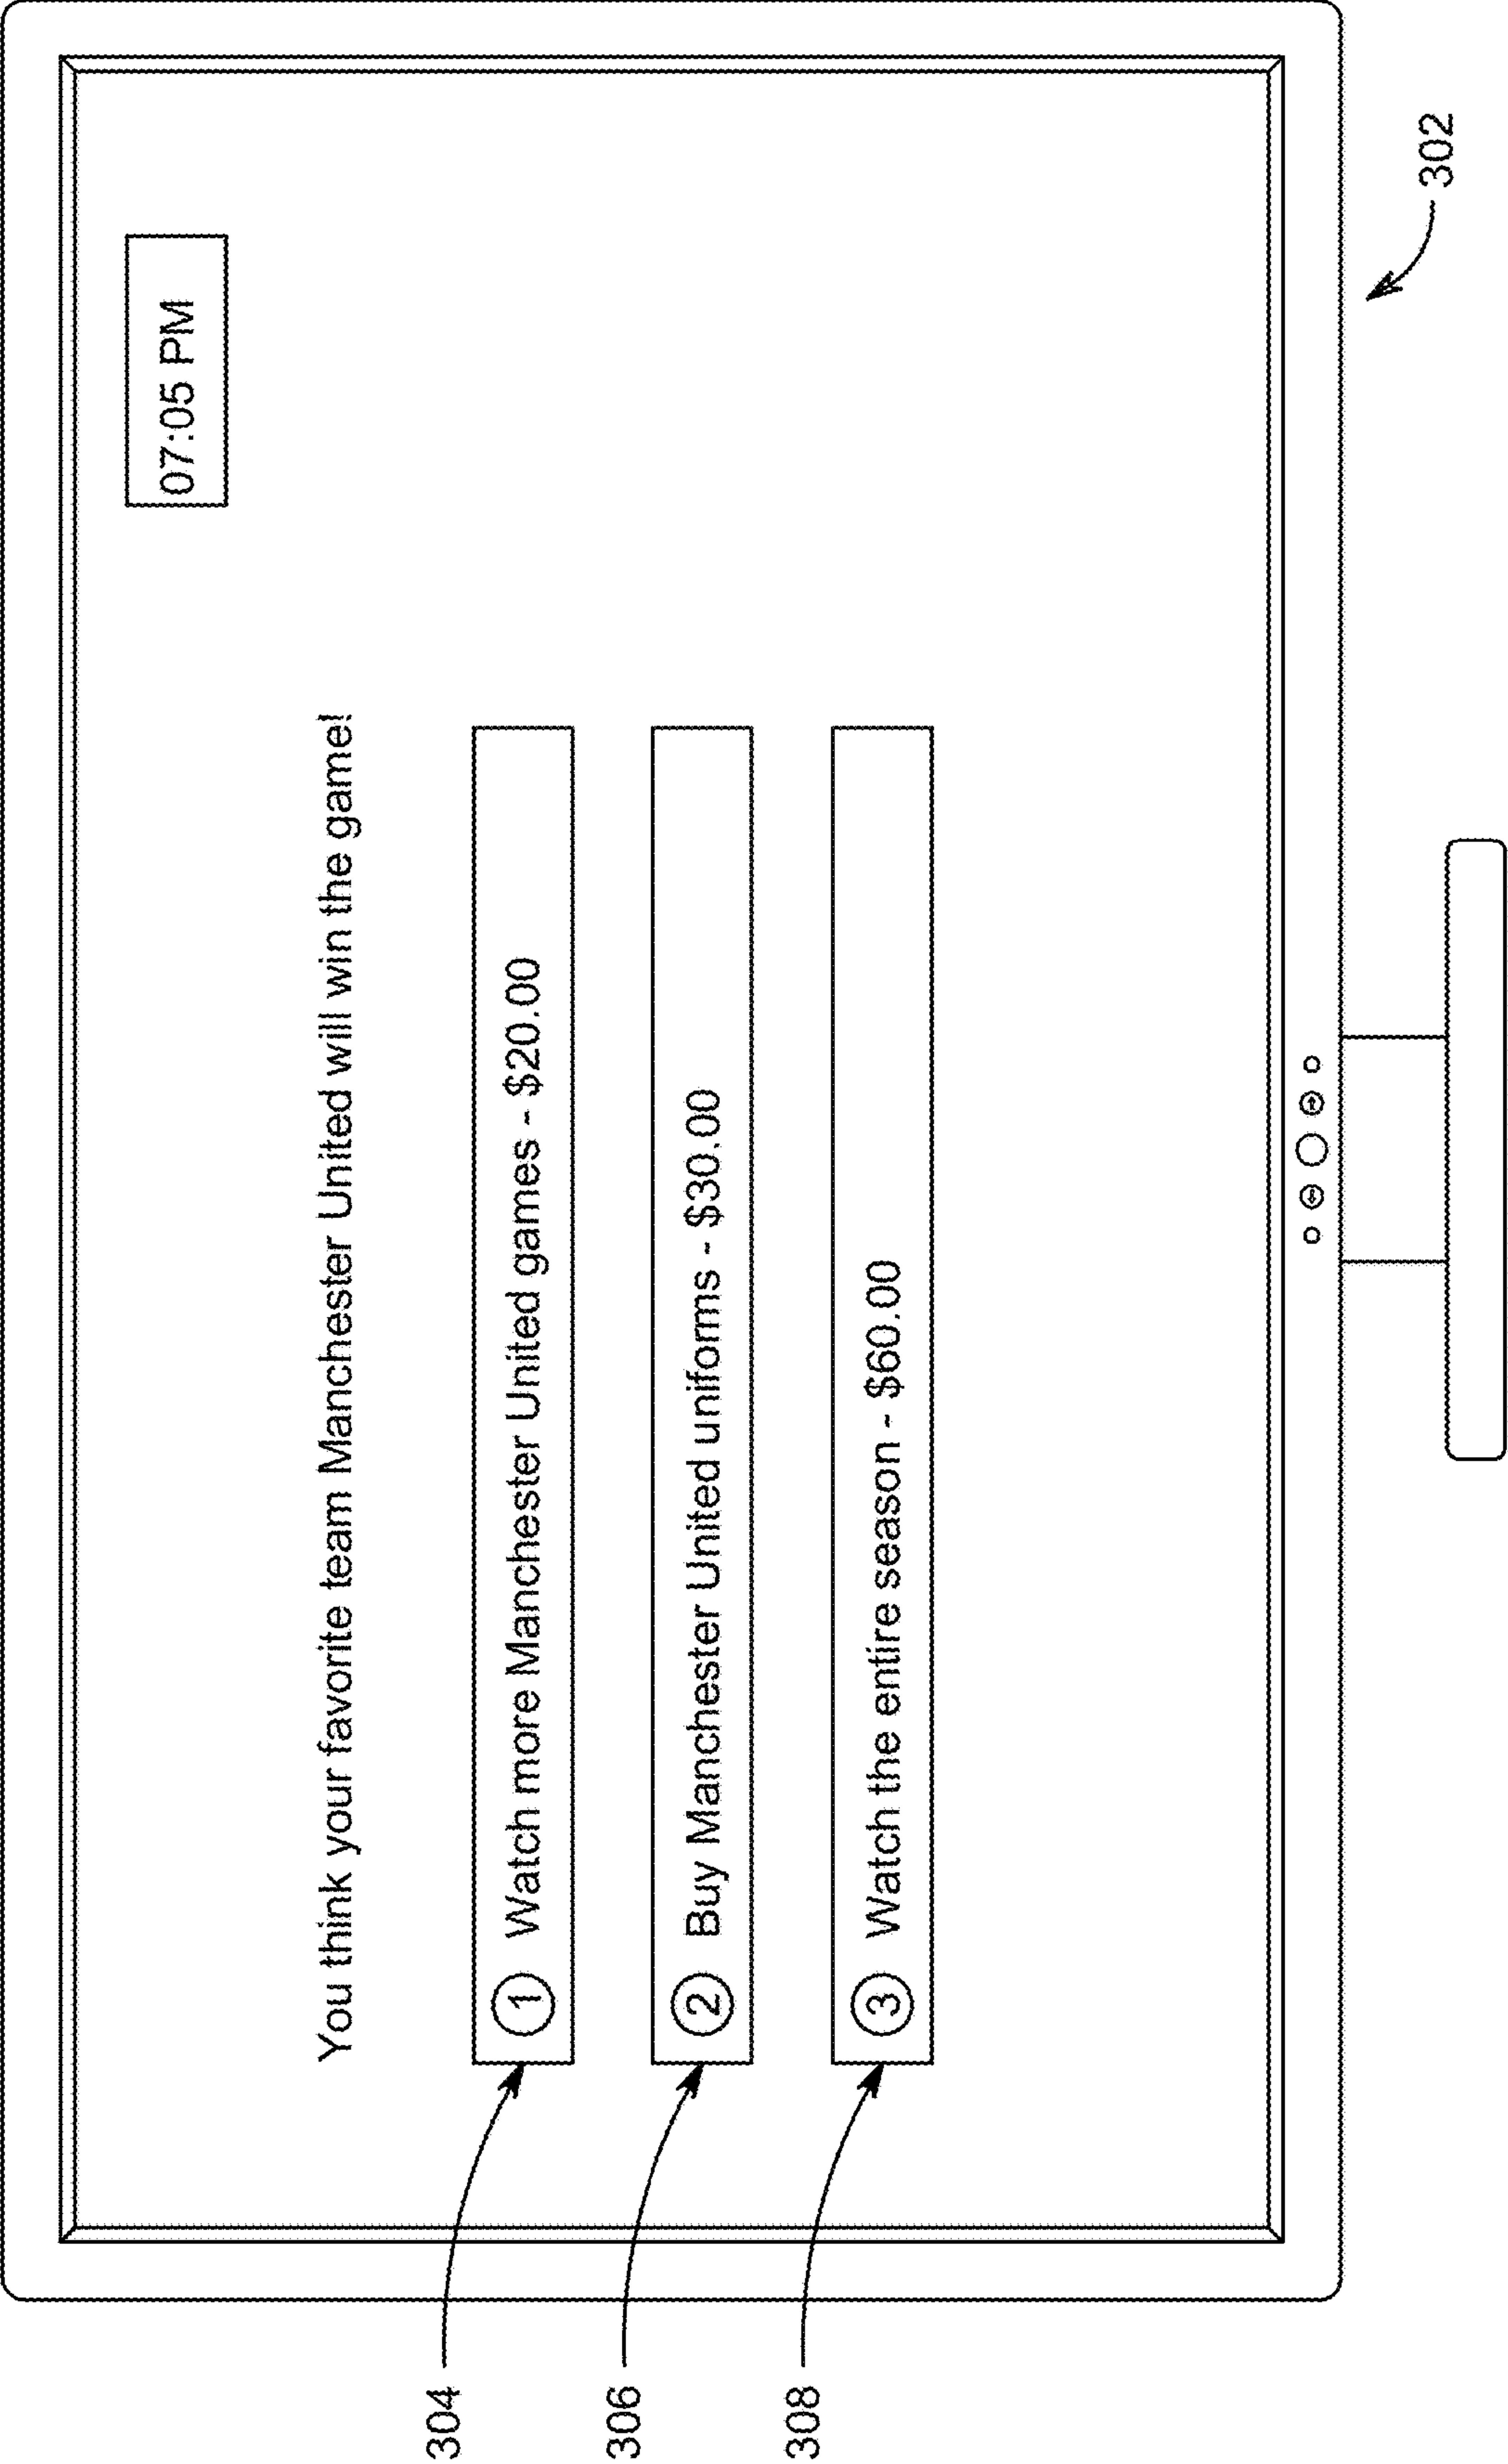 07:05 PM
You think your favorite team Manchester United will win the game!
304
1 Watch more Manchester United games - $20.00
306
2 Buy Manchester United uniforms - $30.00
308
3 Watch the entire season - $60.00
302